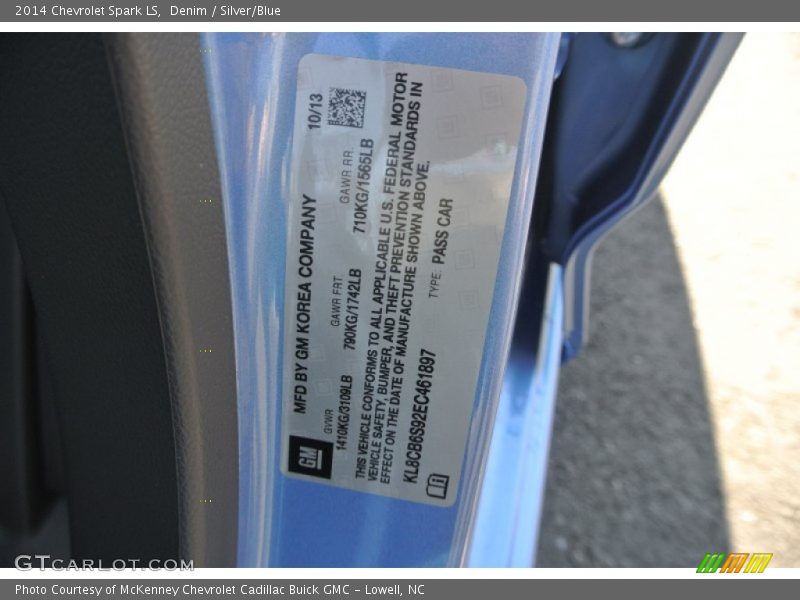 2014 Chevrolet Spark LS, Denim / Silver/Blue
MFD BY GM KOREA COMPANY 10/13
GVWR GAWR FRT. GAWR RR.
1410KG/3109LB 790KG/1742LB 710KG/1565LB
THIS VEHICLE CONFORMS TO ALL APPLICABLE U.S. FEDERAL MOTOR
VEHICLE SAFETY, BUMPER, AND THEFT PREVENTION STANDARDS IN
EFFECT ON THE DATE OF MANUFACTURE SHOWN ABOVE.
KL8CB6S92EC461897 TYPE: PASS CAR
GM
GTCARLOT.COM
Photo Courtesy of McKenney Chevrolet Cadillac Buick GMC - Lowell, NC